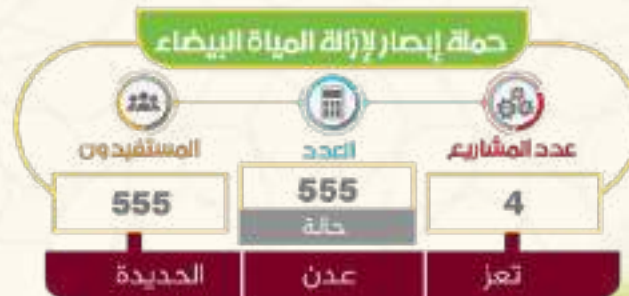 حملة إبصار لإزالة المياة البيضاء
عدد المشاريع
العدد
المستفيدون
4
555
555
حالة
تعز
عدن
الحديدة